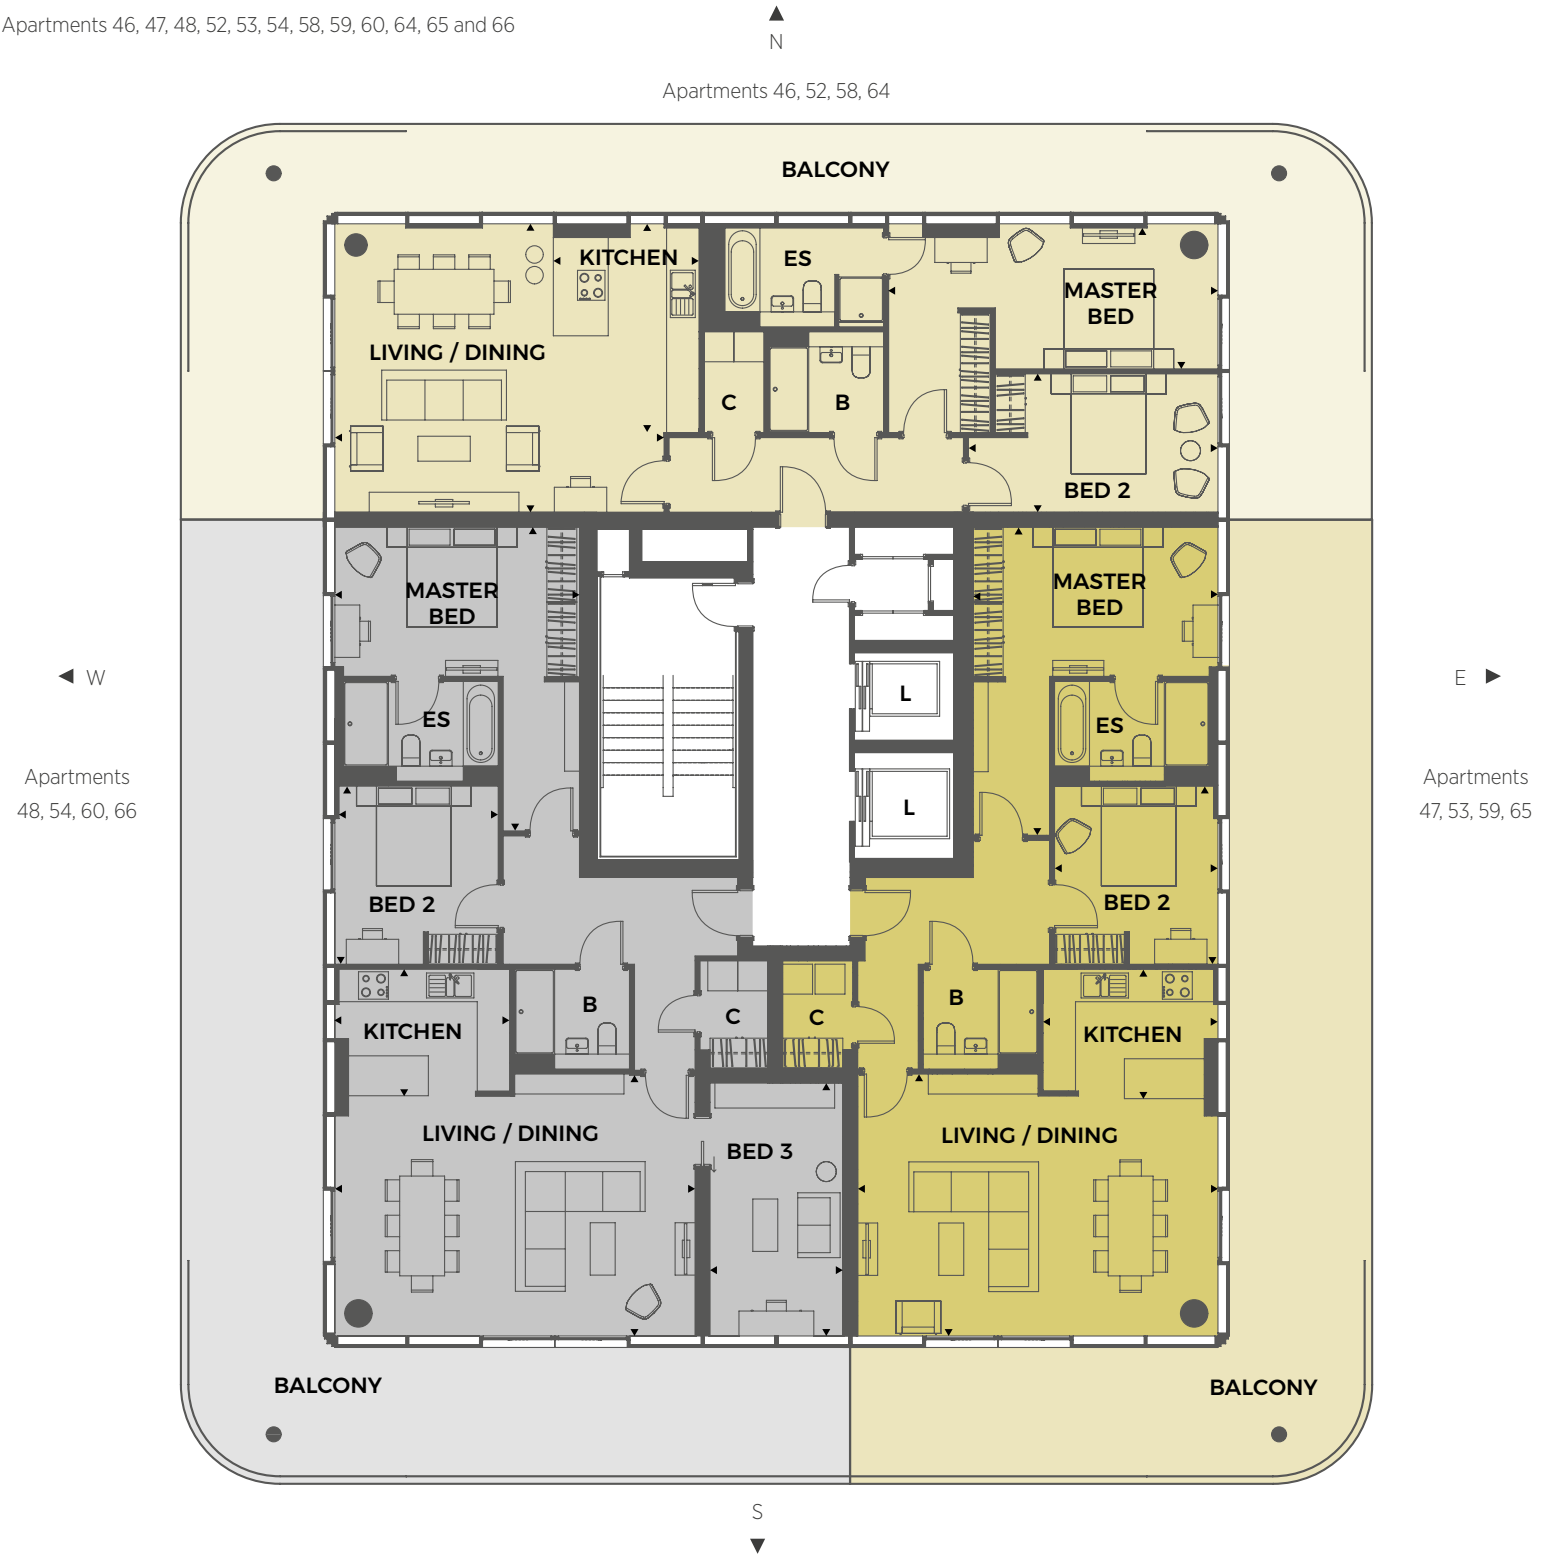 Apartments 46, 47, 48, 52, 53, 54, 58, 59, 60, 64, 65 and 66
N
Apartments 46, 52, 58, 64
BALCONY
KITCHEN
ES
MASTER
BED
LIVING / DINING
C
B
BED 2
MASTER
BED
MASTER
BED
W
E
L
ES
ES
Apartments
48, 54, 60, 66
Apartments
47, 53, 59, 65
L
BED 2
BED 2
B
B
C
C
KITCHEN
KITCHEN
LIVING / DINING
BED 3
LIVING / DINING
BALCONY
BALCONY
S